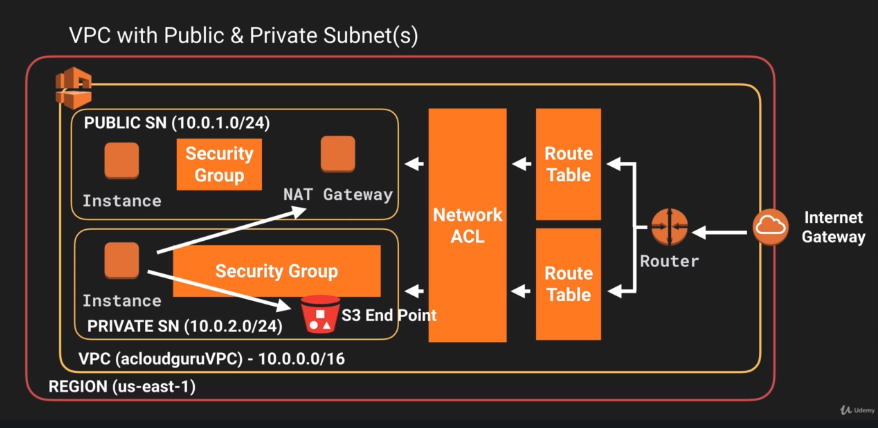 VPC with Public & Private Subnet(s)
PUBLIC SN (10.0.1.0/24)
Instance
Security
Group
NAT Gateway
Instance
Security Group
S3 End Point
PRIVATE SN (10.0.2.0/24)
VPC (acloudguruVPC) - 10.0.0.0/16
REGION (us-east-1)
Network
ACL
Route
Table
Route
Table
Router
Internet
Gateway
Udemy